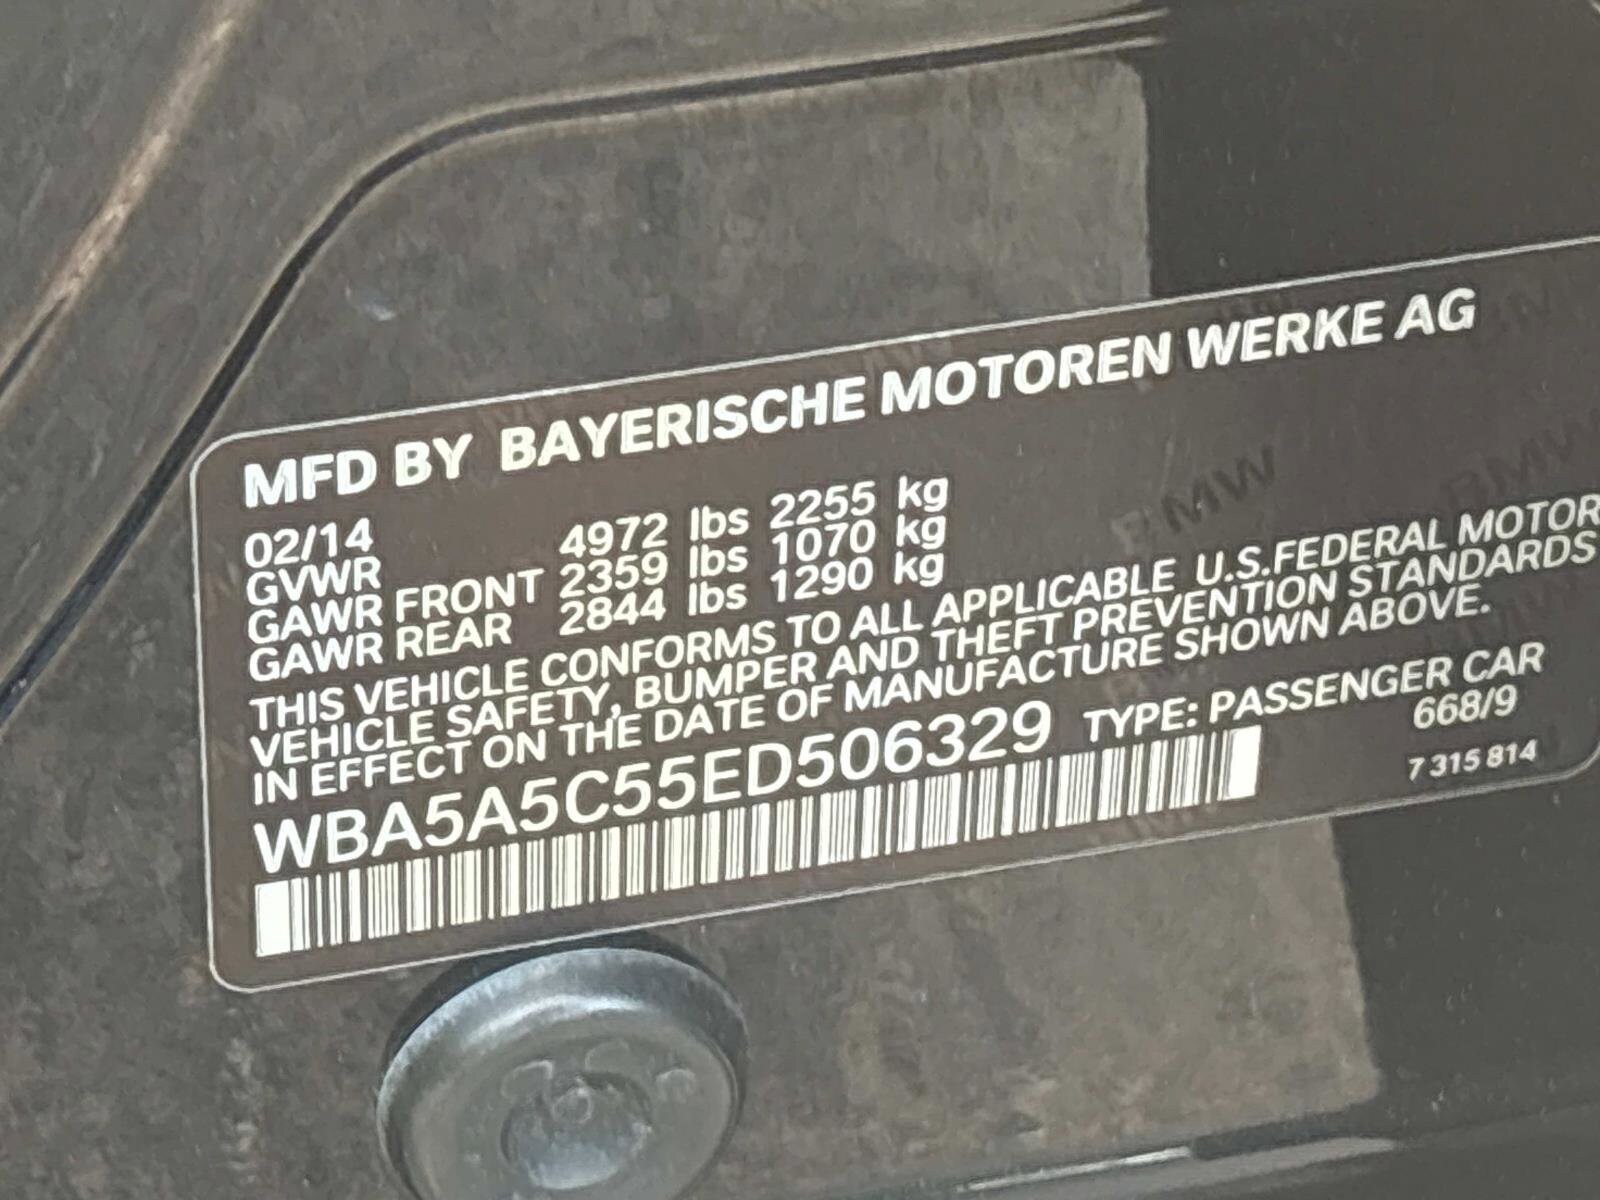 MFD BY BAYERISCHE MOTOREN WERKE AG
02/14
GVWR 4972 lbs 2255 kg
GAWR FRONT 2359 lbs 1070 kg
GAWR REAR 2844 lbs 1290 kg
THIS VEHICLE CONFORMS TO ALL APPLICABLE U.S.FEDERAL MOTOR
VEHICLE SAFETY, BUMPER AND THEFT PREVENTION STANDARDS
IN EFFECT ON THE DATE OF MANUFACTURE SHOWN ABOVE.
WBA5A5C55ED506329 TYPE: PASSENGER CAR
668/9
7 315 814
BMW
BMW